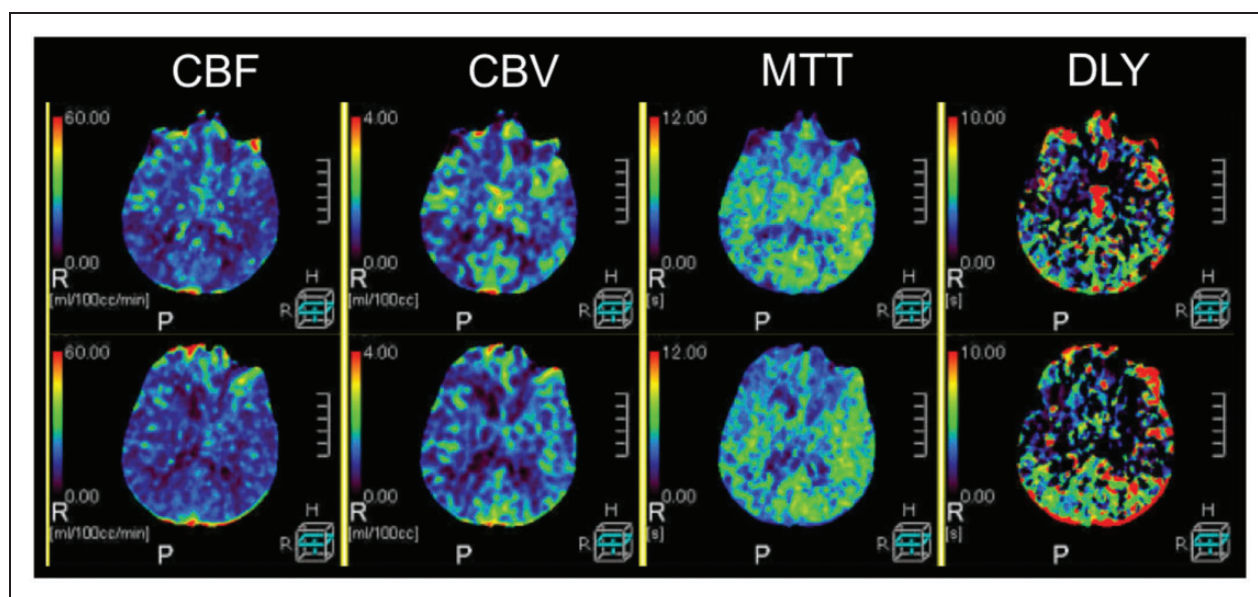 CBF CBV MTT DLY
60.00 4.00 12.00 10.00
0.00 0.00 0.00 0.00
R R R R
[ml/100cc/min] [ml/100cc] [s] [s]
P P P P
H H H H
R R R R
60.00 4.00 12.00 10.00
0.00 0.00 0.00 0.00
R R R R
[ml/100cc/min] [ml/100cc] [s] [s]
P P P P
H H H H
R R R R